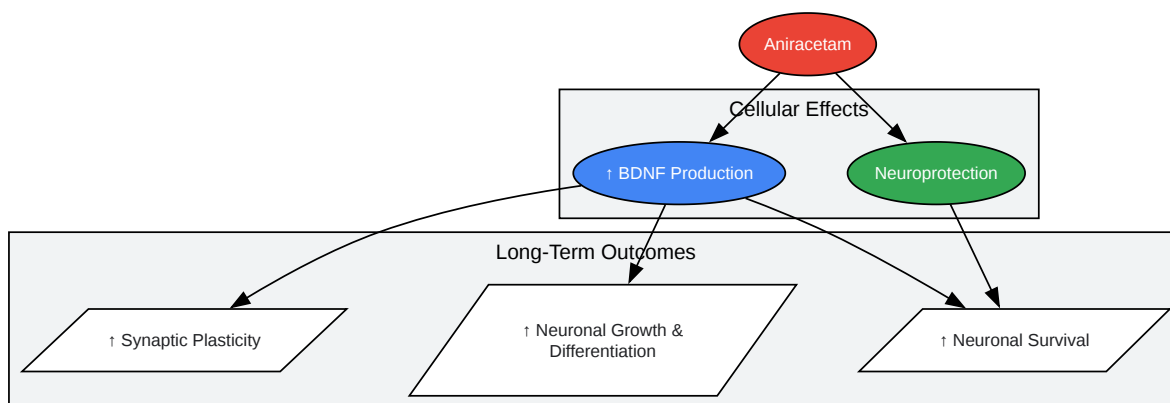 Aniracetam
Cellular Effects
↑ BDNF Production
Neuroprotection
Long-Term Outcomes
↑ Synaptic Plasticity
↑ Neuronal Growth &
Differentiation
↑ Neuronal Survival